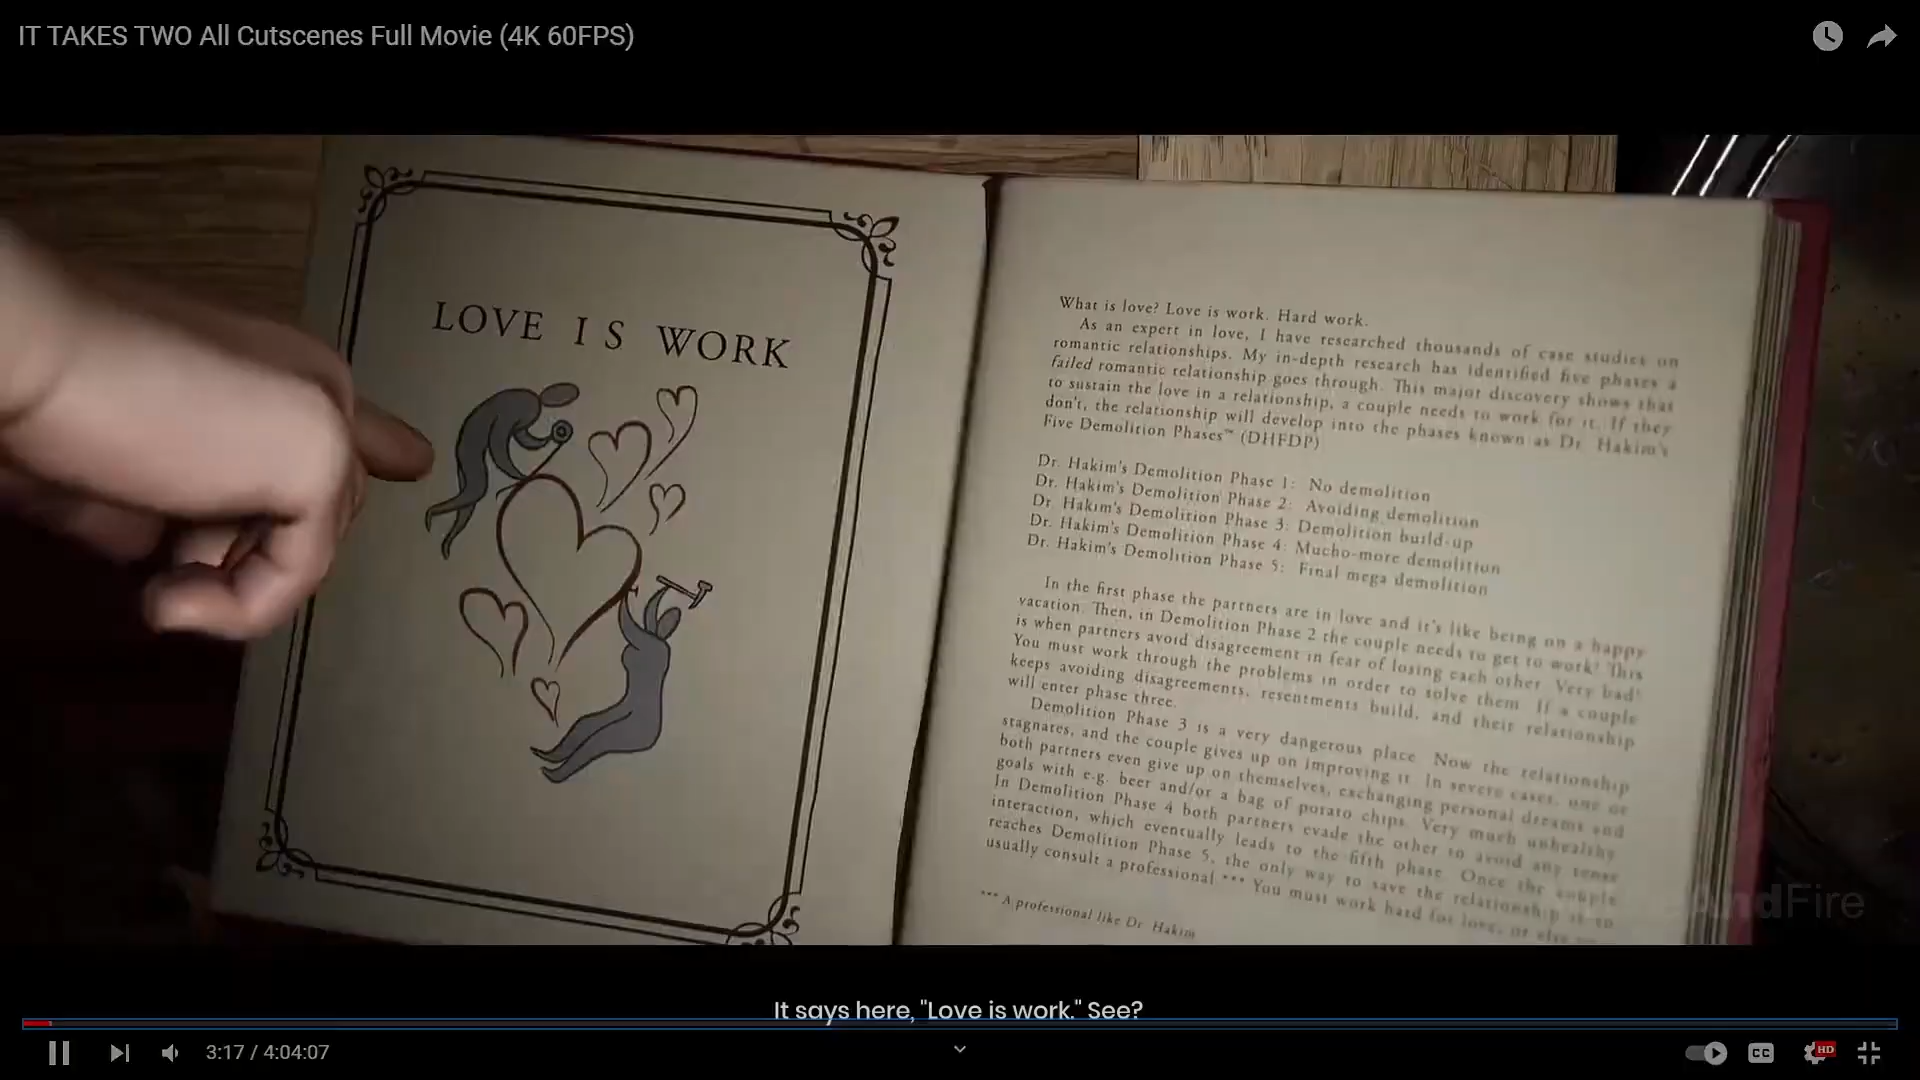 IT TAKES TWO All Cutscenes Full Movie (4K 60FPS)
LOVE IS WORK
What is love? Love is work. Hard work.
As an expert in love, I have researched thousands of case studies on
romantic relationships. My in-depth research has identified five phases a
failed romantic relationship goes through. This major discovery shows that
to sustain the love in a relationship, a couple needs to work for it. If they
don't, the relationship will develop into the phases known as Dr. Hakim's
Five Demolition Phases™ (DHFDP)
Dr. Hakim's Demolition Phase 1: No demolition
Dr. Hakim's Demolition Phase 2: Avoiding demolition
Dr. Hakim's Demolition Phase 3: Demolition build-up
Dr. Hakim's Demolition Phase 4: Mucho-more demolition
Dr. Hakim's Demolition Phase 5: Final mega demolition
In the first phase the partners are in love and it's like being on a happy
vacation. Then, in Demolition Phase 2 the couple needs to get to work! This
is when partners avoid disagreement in fear of losing each other. Very bad!
You must work through the problems in order to solve them. If a couple
keeps avoiding disagreements, resentments build, and their relationship
will enter phase three.
Demolition Phase 3 is a very dangerous place. Now the relationship
stagnates, and the couple gives up on improving it. In severe cases, one or
both partners even give up on themselves, exchanging personal dreams and
goals with e.g. beer and/or a bag of potato chips. Very much unhealthy
In Demolition Phase 4 both partners evade the other to avoid any tense
interaction, which eventually leads to the fifth phase. Once the couple
reaches Demolition Phase 5, the only way to save the relationship is to
usually consult a professional *** You must work hard for love, or else
*** A professional like Dr. Hakim
AndFire
It says here, "Love is work." See?
3:17 / 4:04:07
CC
HD